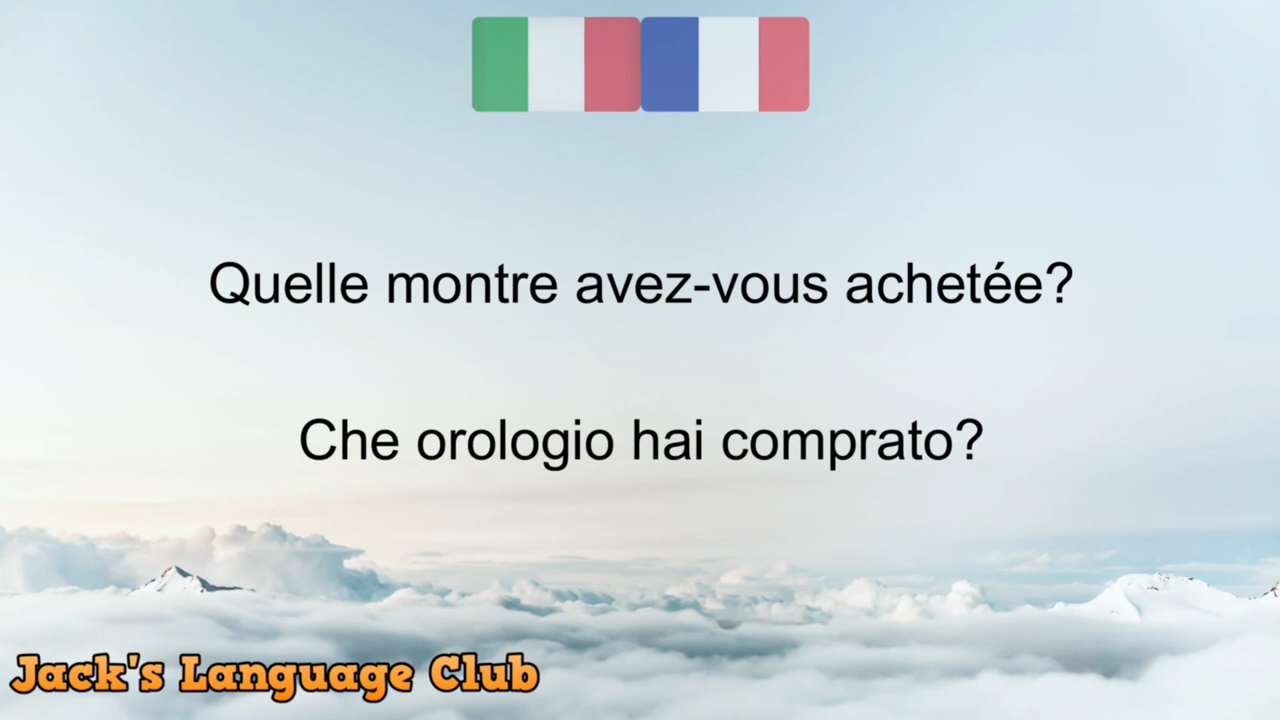 Quelle montre avez-vous achetée?
Che orologio hai comprato?
Jack's Language Club